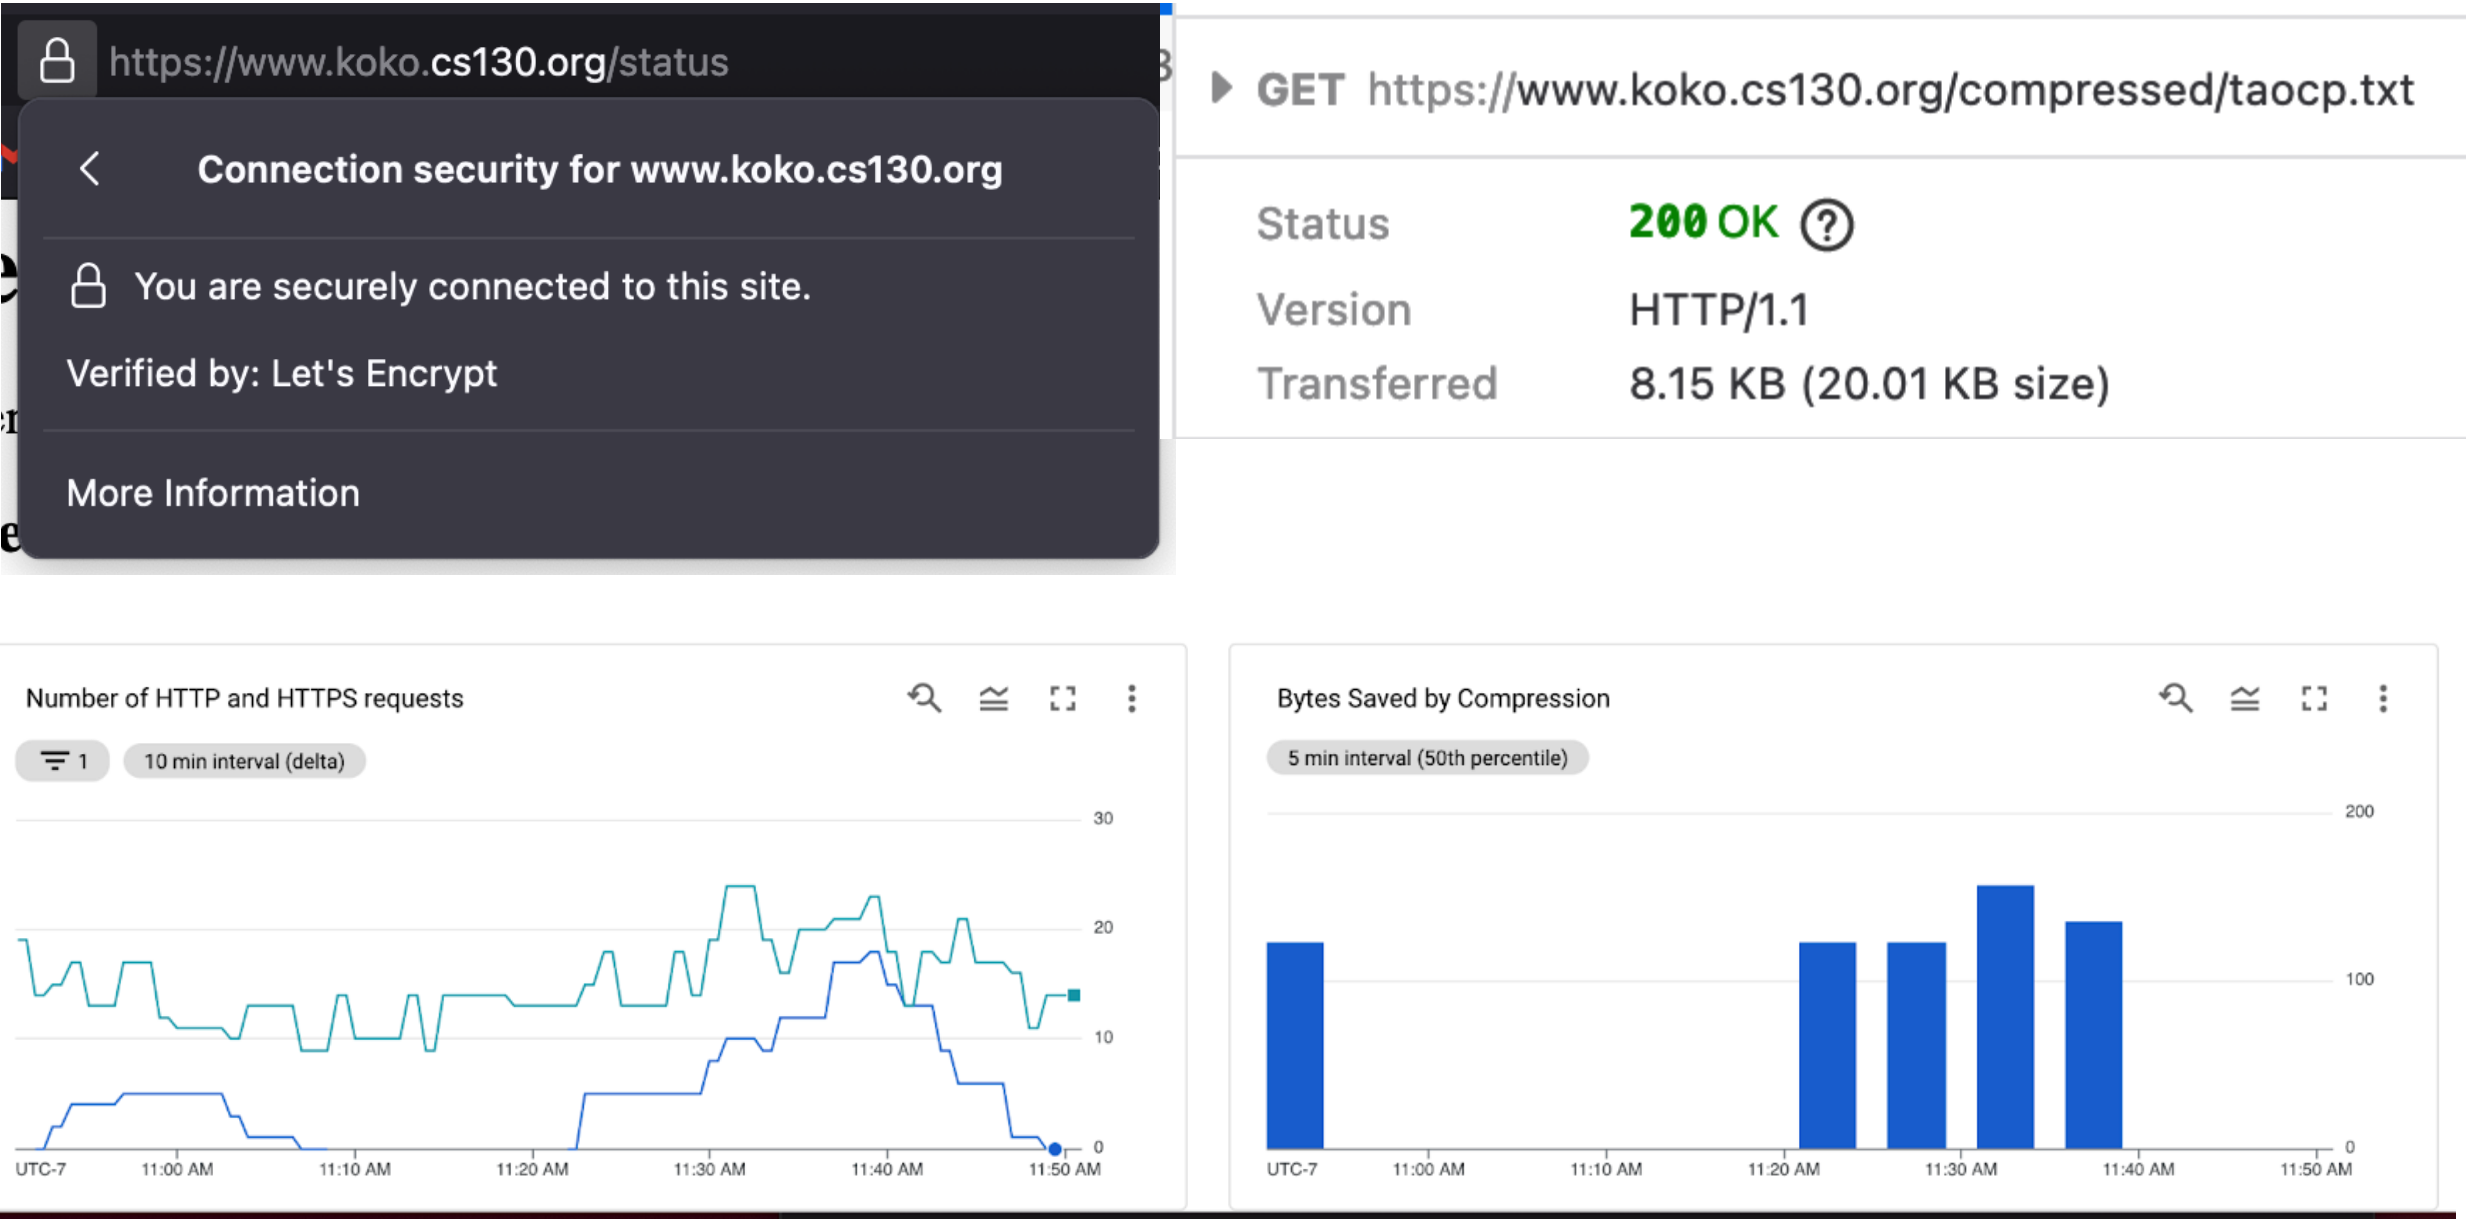 https://www.koko.cs130.org/status
Connection security for www.koko.cs130.org
You are securely connected to this site.
Verified by: Let's Encrypt
More Information
GET https://www.koko.cs130.org/compressed/taocp.txt
Status 200 OK
Version HTTP/1.1
Transferred 8.15 KB (20.01 KB size)
Number of HTTP and HTTPS requests
1 10 min interval (delta)
30
20
10
0
UTC-7 11:00 AM 11:10 AM 11:20 AM 11:30 AM 11:40 AM 11:50 AM
Bytes Saved by Compression
5 min interval (50th percentile)
200
100
0
UTC-7 11:00 AM 11:10 AM 11:20 AM 11:30 AM 11:40 AM 11:50 AM